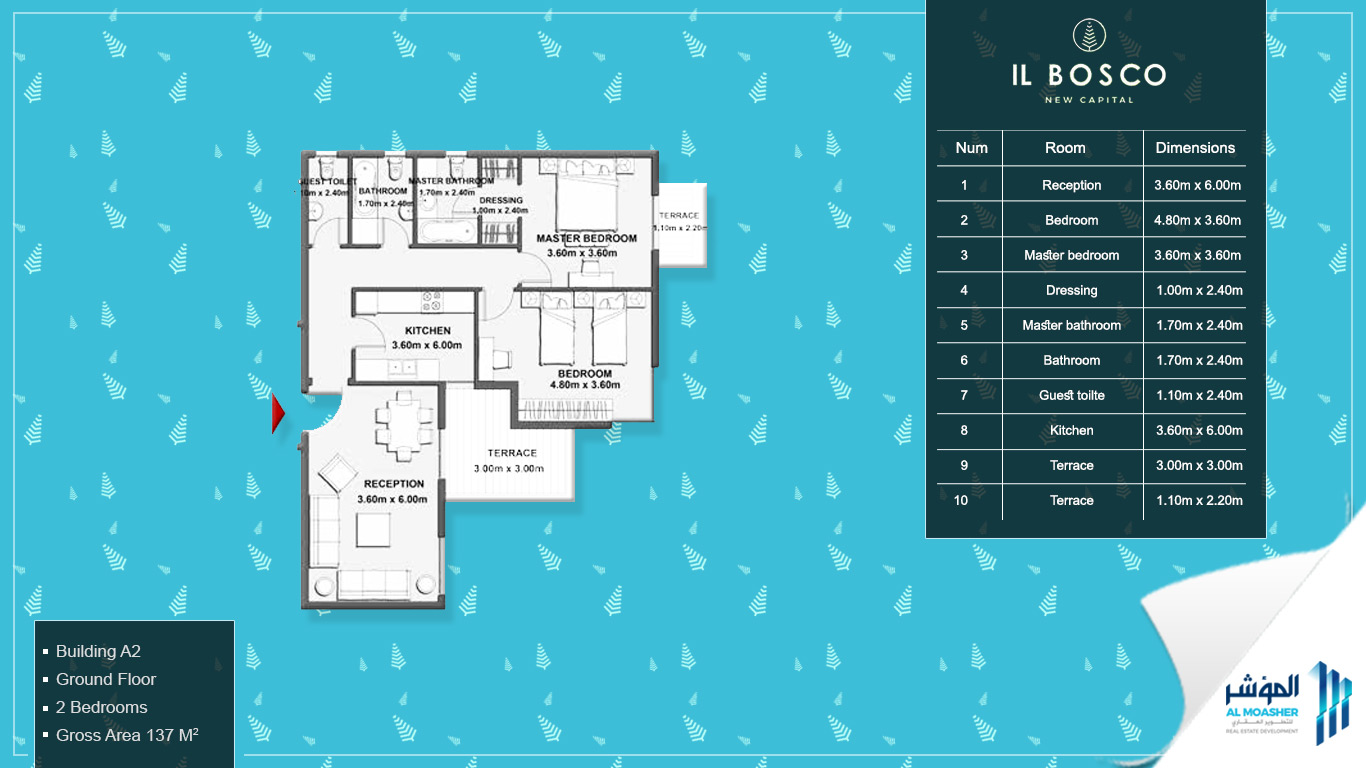 IL BOSCO
NEW CAPITAL
Num Room Dimensions
1 Reception 3.60m x 6.00m
2 Bedroom 4.80m x 3.60m
3 Master bedroom 3.60m x 3.60m
4 Dressing 1.00m x 2.40m
5 Master bathroom 1.70m x 2.40m
6 Bathroom 1.70m x 2.40m
7 Guest toilte 1.10m x 2.40m
8 Kitchen 3.60m x 6.00m
9 Terrace 3.00m x 3.00m
10 Terrace 1.10m x 2.20m
TOILET
x 2.40m
BATHROOM
1.70m x 2.40m
MASTER BATHROOM
1.70m x 2.40m
DRESSING
1.00m x 2.40m
MASTER BEDROOM
3.60m x 3.60m
TERRACE
1.10m x 2.20m
KITCHEN
3.60m x 6.00m
BEDROOM
4.80m x 3.60m
TERRACE
3.00m x 3.00m
RECEPTION
3.60m x 6.00m
Building A2
Ground Floor
2 Bedrooms
Gross Area 137 M²
المؤشر
AL MOASHER
للتطوير العقاري
REAL ESTATE DEVELOPMENT